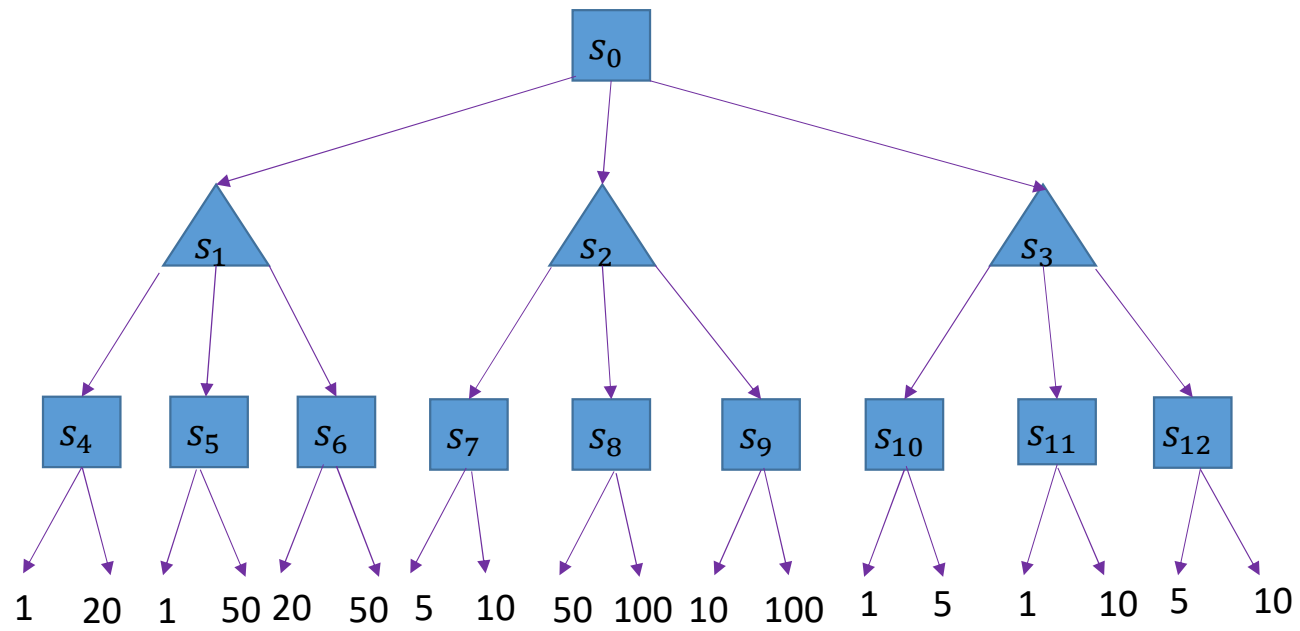 s₀
s₁ s₂ s₃
s₄ s₅ s₆ s₇ s₈ s₉ s₁₀ s₁₁ s₁₂
1 20 1 50 20 50 5 10 50 100 10 100 1 5 1 10 5 10